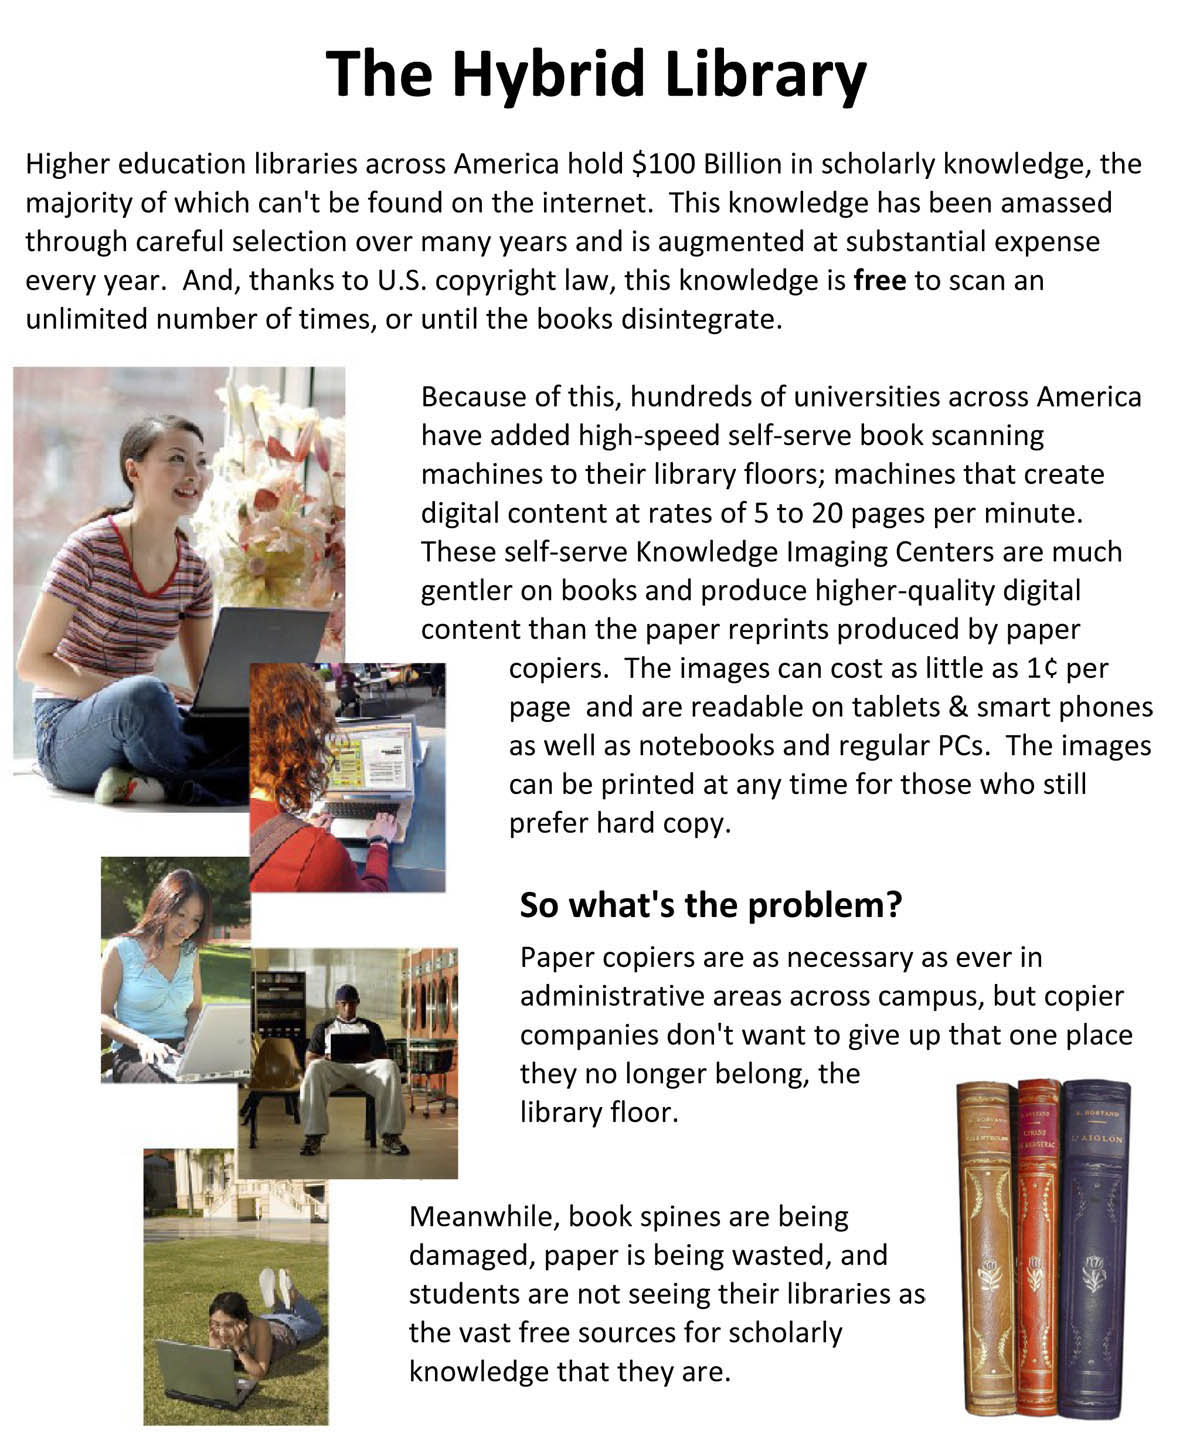 The Hybrid Library
Higher education libraries across America hold $100 Billion in scholarly knowledge, the
majority of which can't be found on the internet.  This knowledge has been amassed
through careful selection over many years and is augmented at substantial expense
every year.  And, thanks to U.S. copyright law, this knowledge is free to scan an
unlimited number of times, or until the books disintegrate.
Because of this, hundreds of universities across America
have added high-speed self-serve book scanning
machines to their library floors; machines that create
digital content at rates of 5 to 20 pages per minute.
These self-serve Knowledge Imaging Centers are much
gentler on books and produce higher-quality digital
content than the paper reprints produced by paper
copiers.  The images can cost as little as 1¢ per
page  and are readable on tablets & smart phones
as well as notebooks and regular PCs.  The images
can be printed at any time for those who still
prefer hard copy.
So what's the problem?
Paper copiers are as necessary as ever in
administrative areas across campus, but copier
companies don't want to give up that one place
they no longer belong, the
library floor.
Meanwhile, book spines are being
damaged, paper is being wasted, and
students are not seeing their libraries as
the vast free sources for scholarly
knowledge that they are.
E. ROSTAND
L'AIGLON